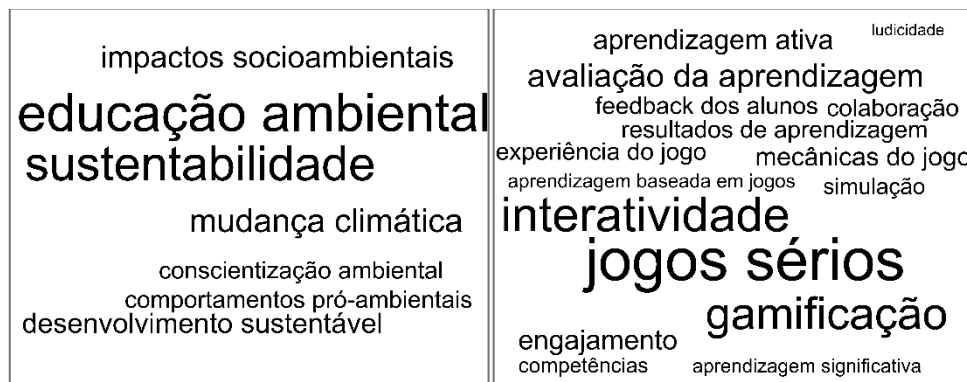 impactos socioambientais
educação ambiental
sustentabilidade
mudança climática
conscientização ambiental
comportamentos pró-ambientais
desenvolvimento sustentável
ludicidade
aprendizagem ativa
avaliação da aprendizagem
feedback dos alunos
colaboração
resultados de aprendizagem
experiência do jogo
mecânicas do jogo
aprendizagem baseada em jogos
simulação
interatividade
jogos sérios
gamificação
engajamento
competências
aprendizagem significativa